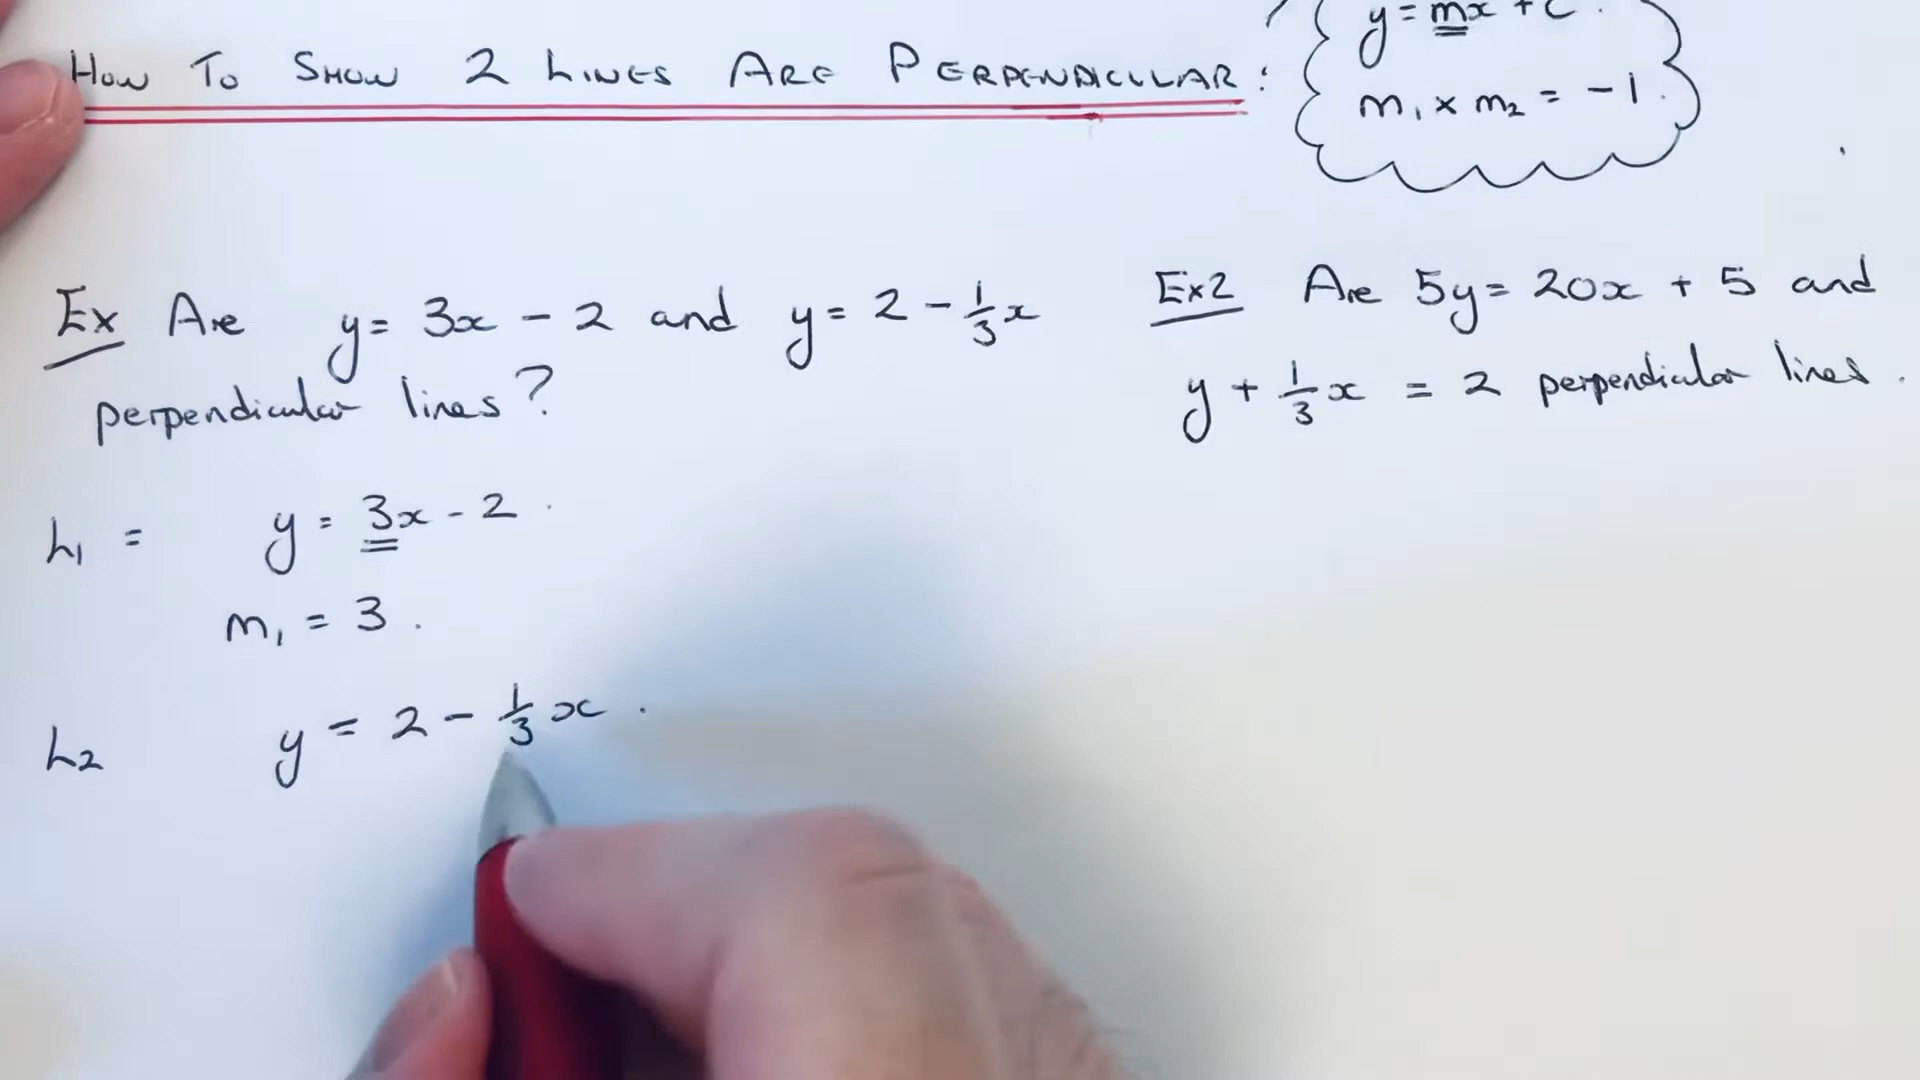 HOW TO SHOW 2 LINES ARE PERPENDICULAR:
y = mx + c.
m₁ x m₂ = -1.
Ex Are y = 3x - 2 and y = 2 - 1/3 x
perpendicular lines?
L₁ = y = 3x - 2.
m₁ = 3.
L₂ y = 2 - 1/3 x.
Ex2 Are 5y = 20x + 5 and
y + 1/3 x = 2 perpendicular lines.